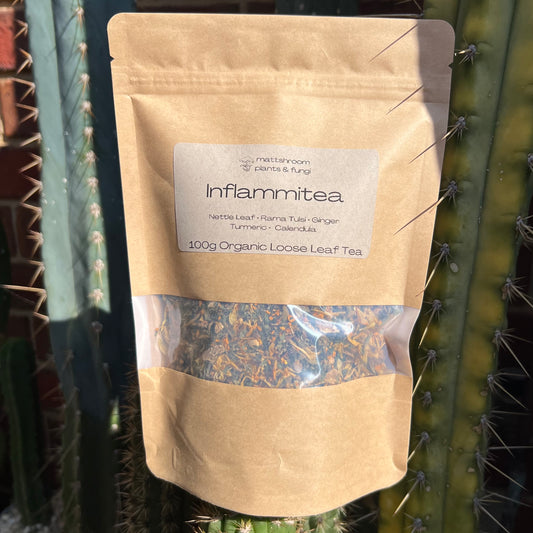 mattshroom
plants & fungi
Inflammitea
Nettle Leaf • Rama Tulsi • Ginger
Turmeric • Calendula
100g Organic Loose Leaf Tea